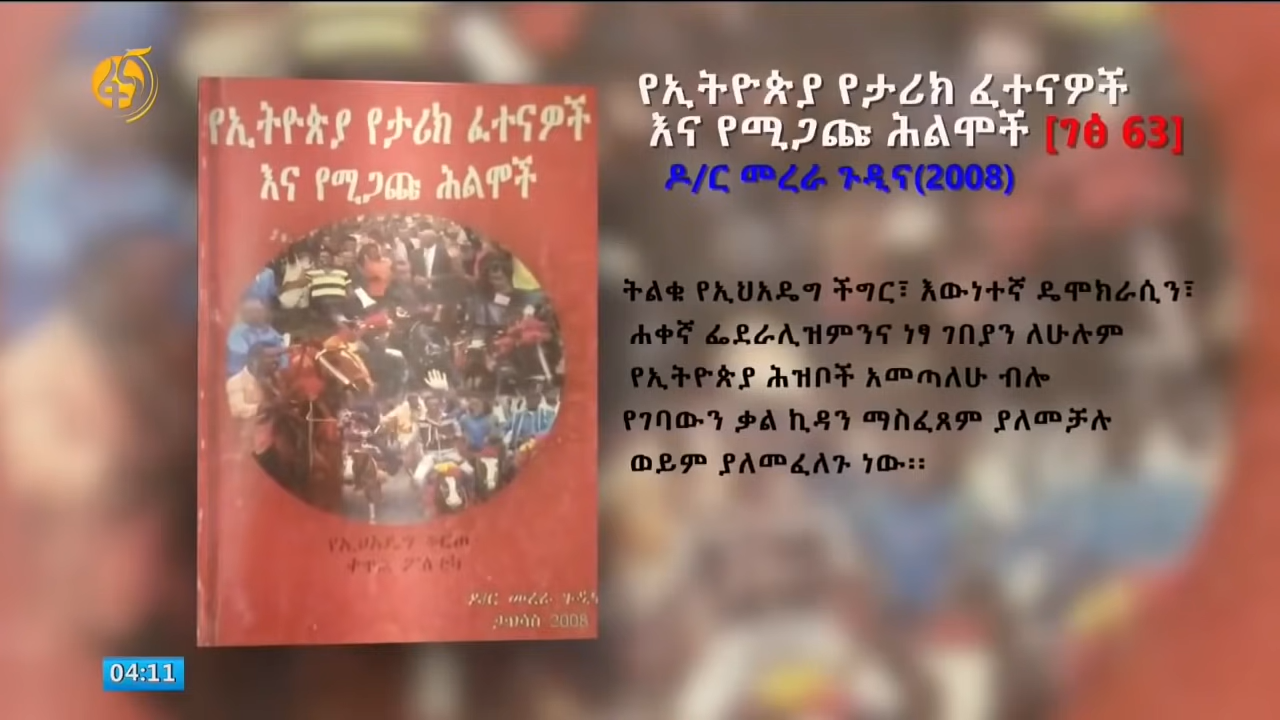 ፋና
የኢትዮጵያ የታሪክ ፈተናዎች
እና የሚጋጩ ሕልሞች [ገፅ 63]
ዶ/ር መረራ ጉዲና(2008)
የኢትዮጵያ የታሪክ ፈተናዎች
እና የሚጋጩ ሕልሞች
የኢህአዴግ
ዶ/ር መረራ ጉዲና
ታህሳስ 2008
ትልቁ የኢህአዴግ ችግር፣ እውነተኛ ዴሞክራሲን፣
ሐቀኛ ፌደራሊዝምንና ነፃ ገበያን ለሁሉም
የኢትዮጵያ ሕዝቦች አመጣለሁ ብሎ
የገባውን ቃል ኪዳን ማስፈጸም ያለመቻሉ
ወይም ያለመፈለጉ ነው፡፡
04:11